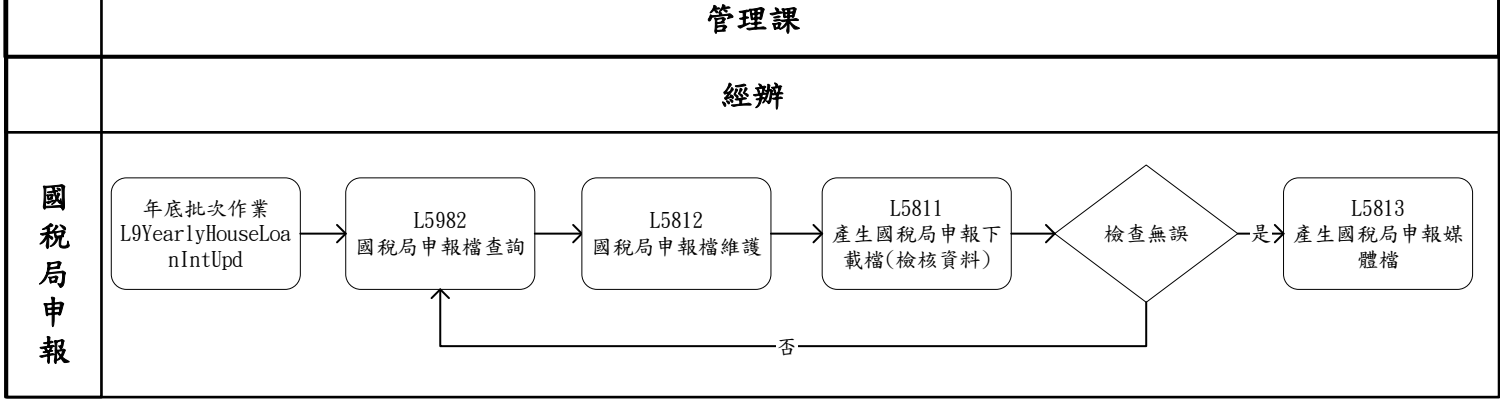 管理課
經辦
國稅局申報
年底批次作業
L9YearlyHouseLoa
nIntUpd
L5982
國稅局申報檔查詢
L5812
國稅局申報檔維護
L5811
產生國稅局申報下
載檔(檢核資料)
檢查無誤
是
L5813
產生國稅局申報媒
體檔
否